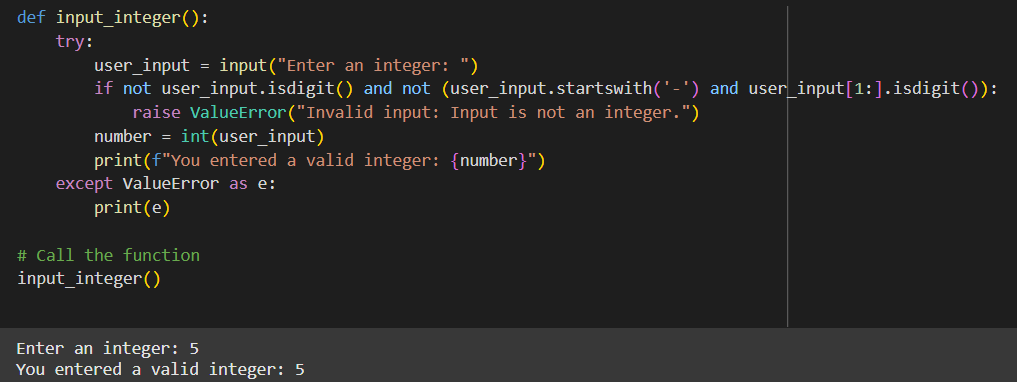 def input_integer():
    try:
        user_input = input("Enter an integer: ")
        if not user_input.isdigit() and not (user_input.startswith('-') and user_input[1:].isdigit()):
            raise ValueError("Invalid input: Input is not an integer.")
        number = int(user_input)
        print(f"You entered a valid integer: {number}")
    except ValueError as e:
        print(e)

# Call the function
input_integer()

Enter an integer: 5
You entered a valid integer: 5